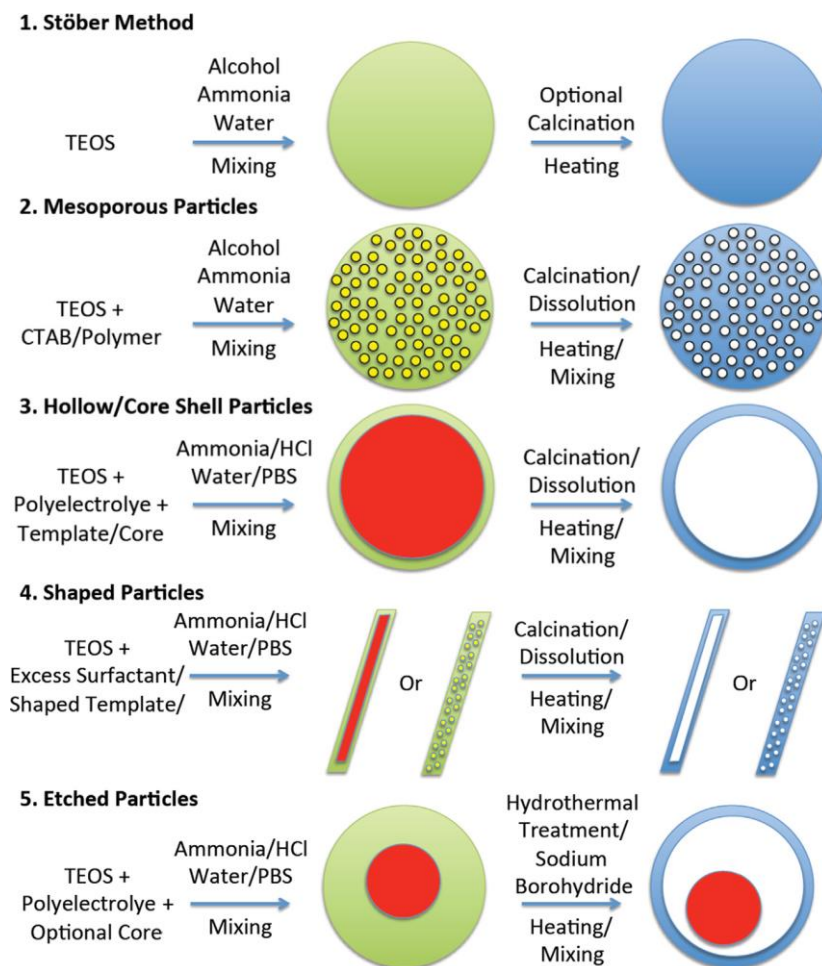 1. Stöber Method
TEOS
Alcohol
Ammonia
Water
Mixing
Optional
Calcination
Heating
2. Mesoporous Particles
TEOS +
CTAB/Polymer
Alcohol
Ammonia
Water
Mixing
Calcination/
Dissolution
Heating/
Mixing
3. Hollow/Core Shell Particles
TEOS +
Polyelectrolye +
Template/Core
Ammonia/HCl
Water/PBS
Mixing
Calcination/
Dissolution
Heating/
Mixing
4. Shaped Particles
TEOS +
Excess Surfactant/
Shaped Template/
Ammonia/HCl
Water/PBS
Mixing
Or
Calcination/
Dissolution
Heating/
Mixing
Or
5. Etched Particles
TEOS +
Polyelectrolye +
Optional Core
Ammonia/HCl
Water/PBS
Mixing
Hydrothermal
Treatment/
Sodium
Borohydride
Heating/
Mixing